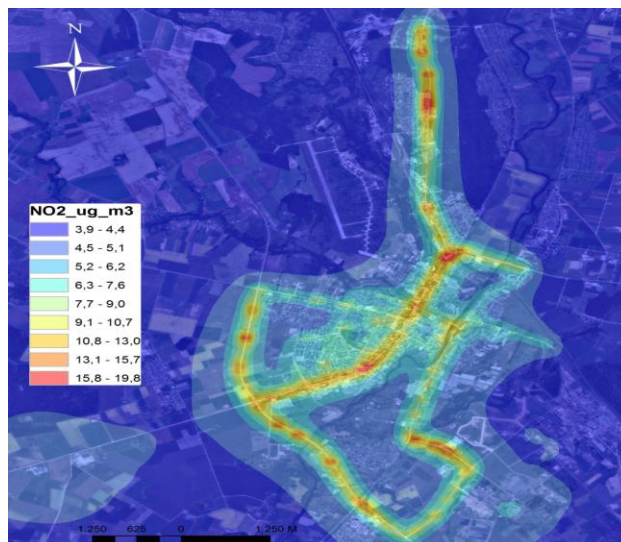 N
NO2_ug_m3
3,9 - 4,4
4,5 - 5,1
5,2 - 6,2
6,3 - 7,6
7,7 - 9,0
9,1 - 10,7
10,8 - 13,0
13,1 - 15,7
15,8 - 19,8
1.250 625 0 1.250 M